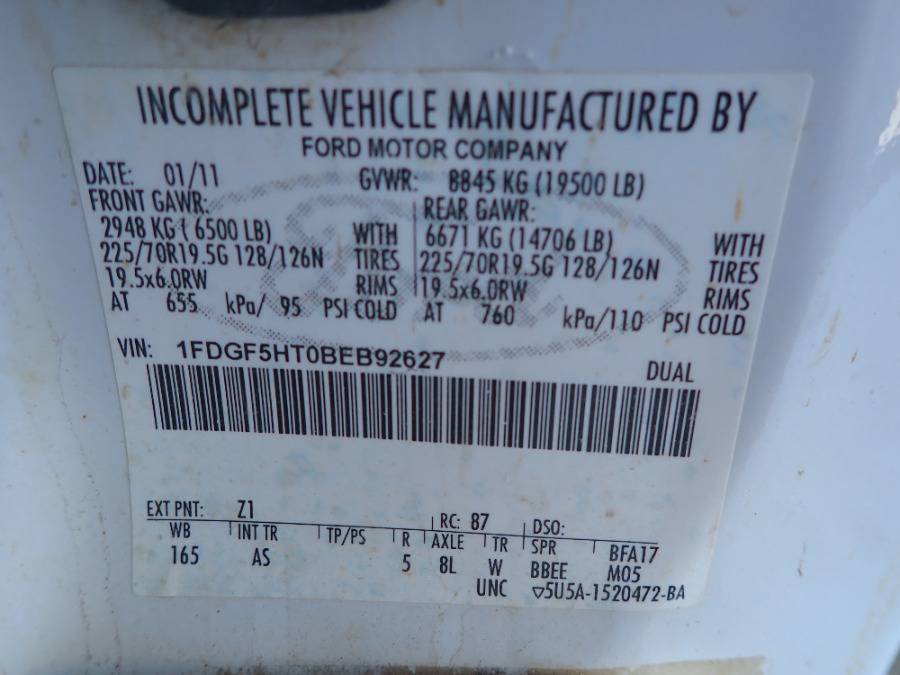 INCOMPLETE VEHICLE MANUFACTURED BY
FORD MOTOR COMPANY
DATE: 01/11 GVWR: 8845 KG (19500 LB)
FRONT GAWR: REAR GAWR:
2948 KG ( 6500 LB) WITH 6671 KG (14706 LB) WITH
225/70R19.5G 128/126N TIRES 225/70R19.5G 128/126N TIRES
19.5x6.0RW RIMS 19.5x6.0RW RIMS
AT 655 kPa/ 95 PSI COLD AT 760 kPa/110 PSI COLD
VIN: 1FDGF5HT0BEB92627 DUAL
EXT PNT: Z1 RC: 87 DSO:
WB INT TR TP/PS R AXLE TR SPR BFA17
165 AS 5 8L W BBEE M05
UNC ▽5U5A-1520472-BA